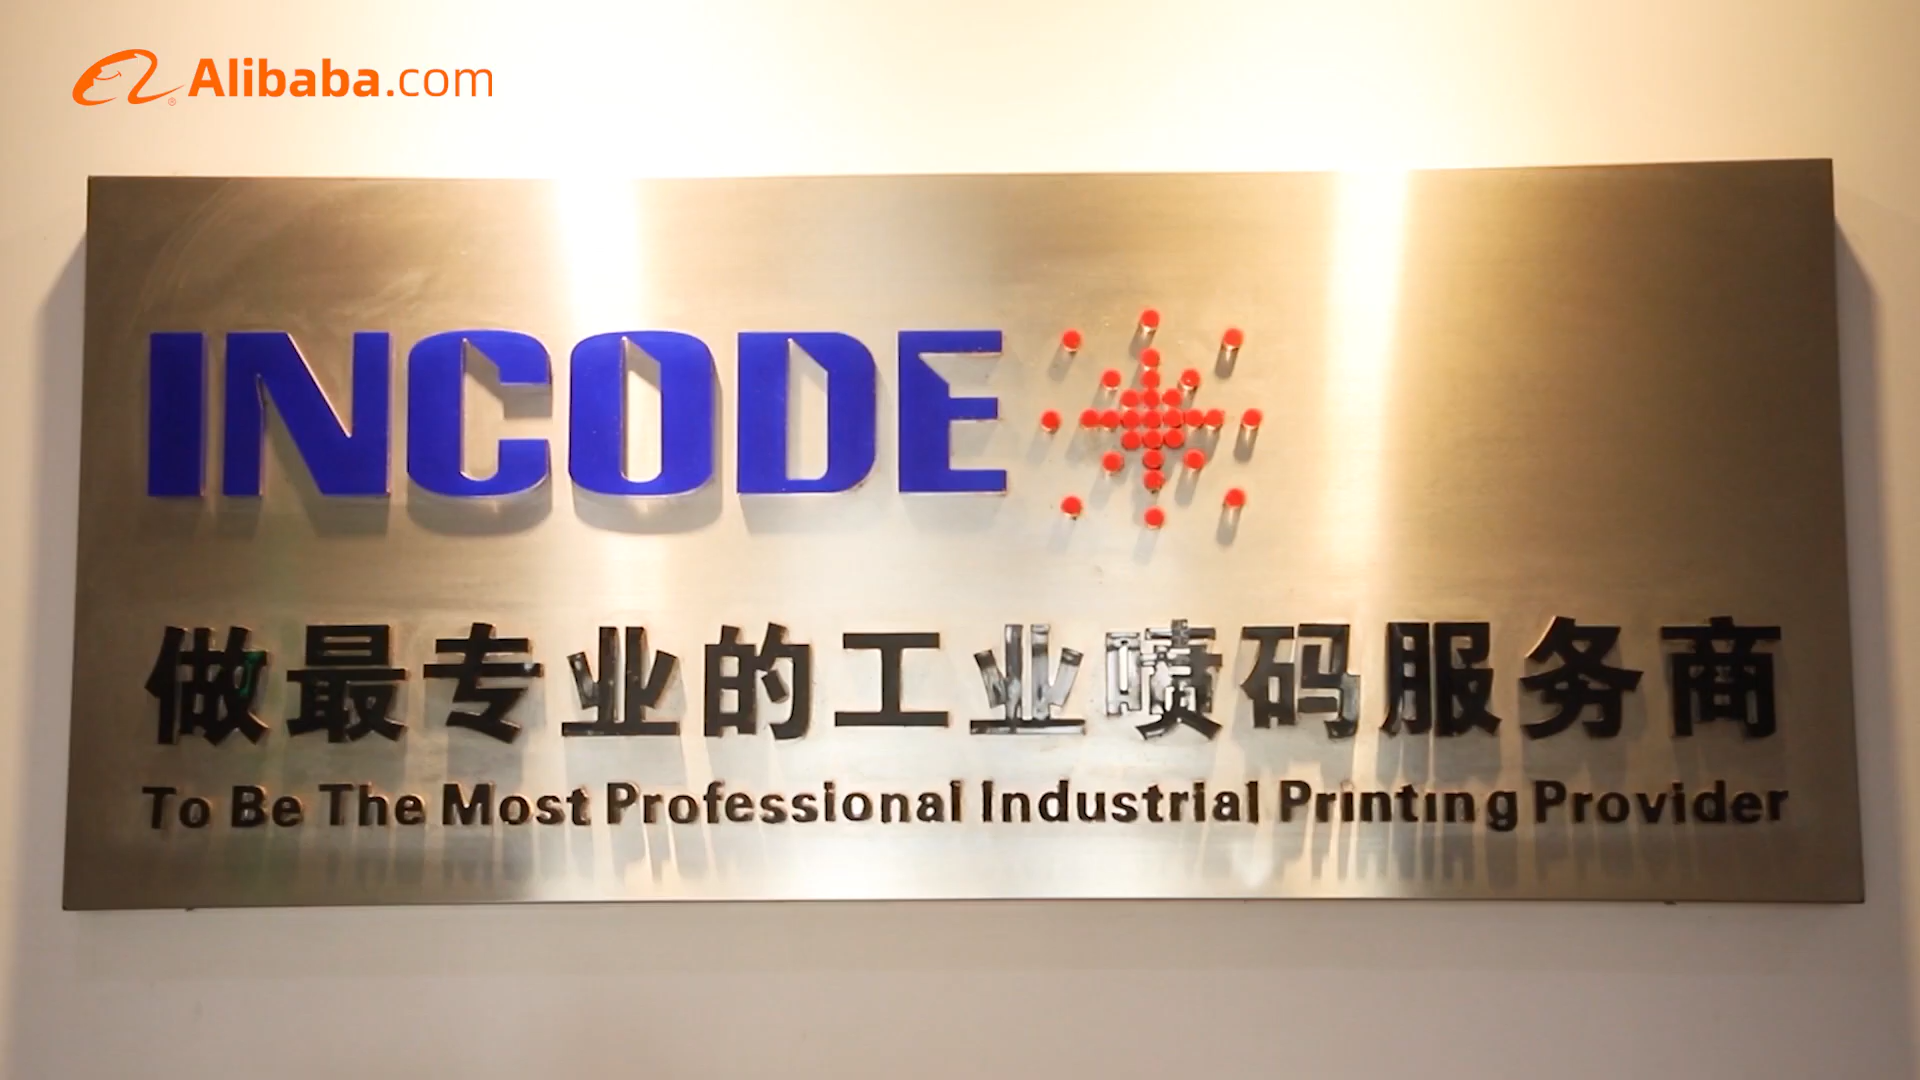 Alibaba.com
INCODE
做最专业的工业喷码服务商
To Be The Most Professional Industrial Printing Provider